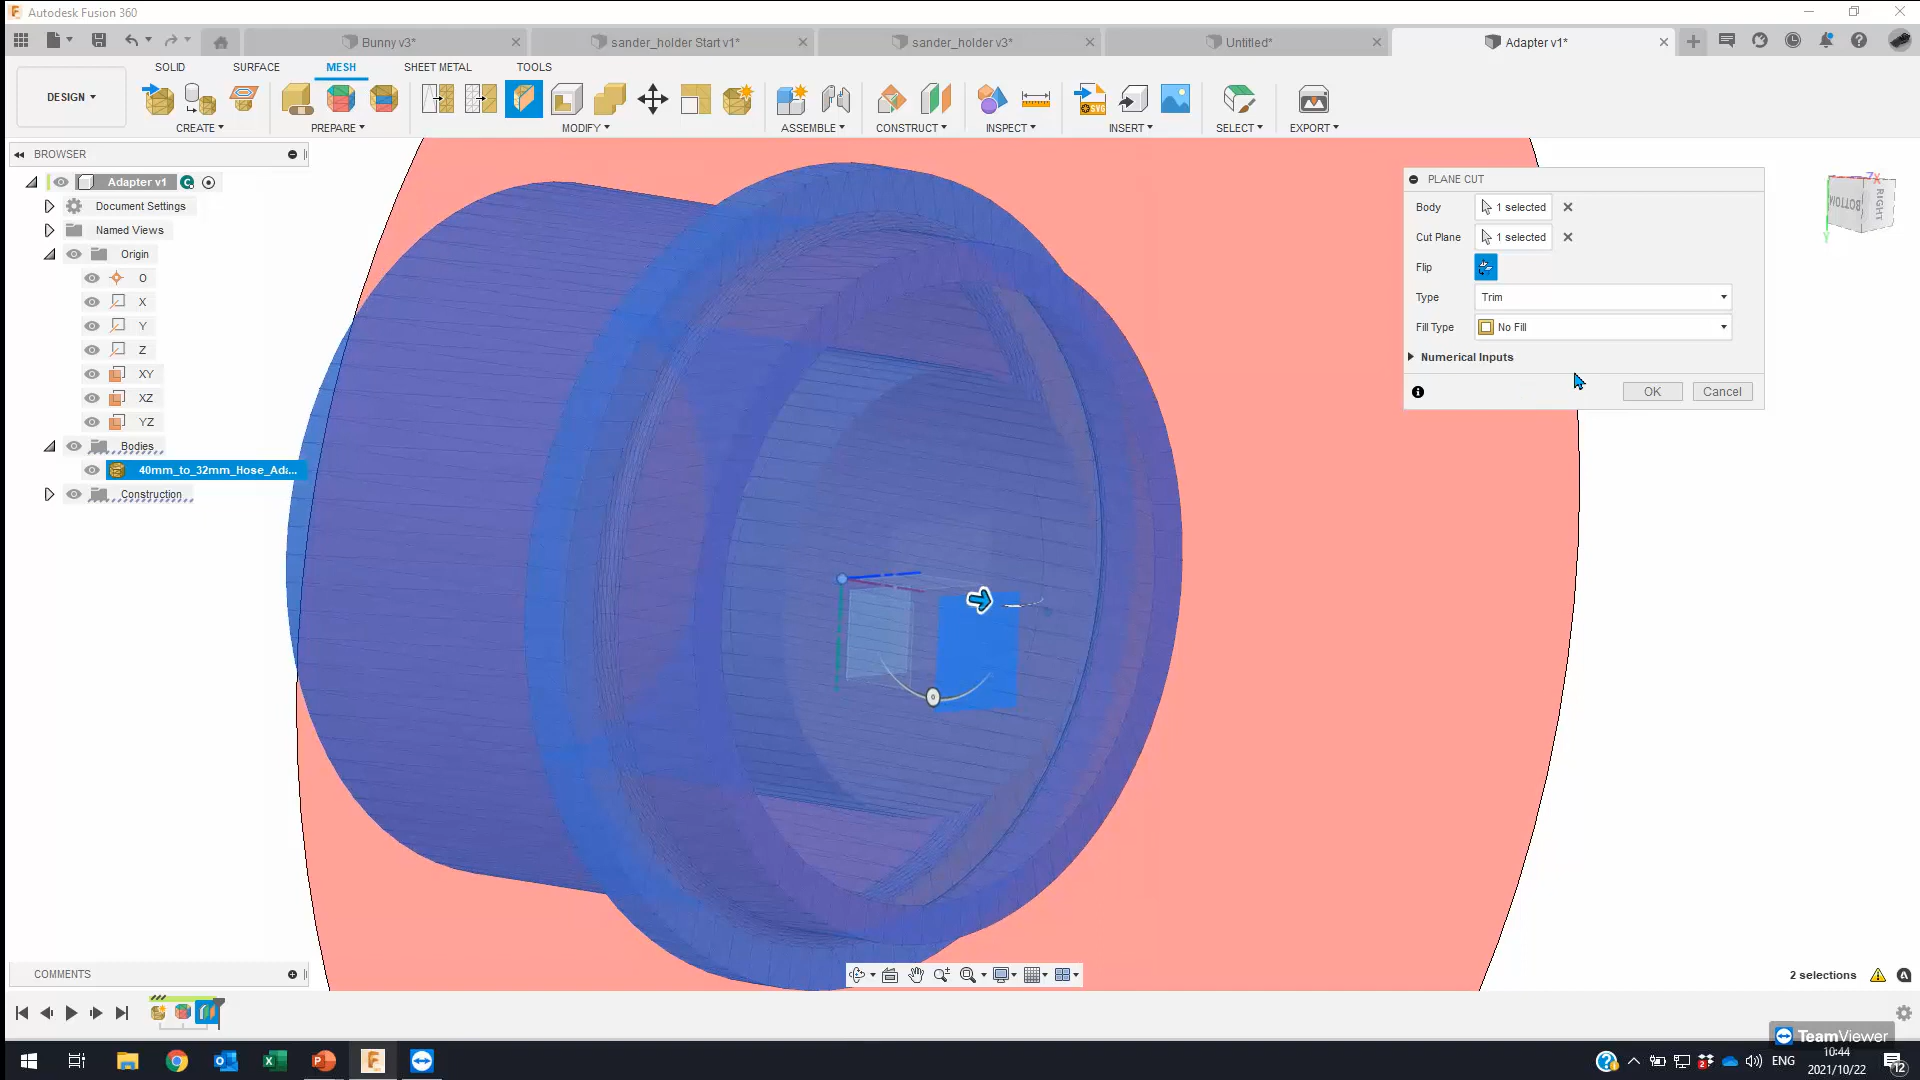 Autodesk Fusion 360
Bunny v3*
sander_holder Start v1*
sander_holder v3*
Untitled*
Adapter v1*
DESIGN
SOLID
SURFACE
MESH
SHEET METAL
TOOLS
CREATE
PREPARE
MODIFY
ASSEMBLE
CONSTRUCT
INSPECT
INSERT
SELECT
EXPORT
BROWSER
Adapter v1
Document Settings
Named Views
Origin
O
X
Y
Z
XY
XZ
YZ
Bodies
40mm_to_32mm_Hose_Ada...
Construction
PLANE CUT
Body
1 selected
Cut Plane
1 selected
Flip
Type
Trim
Fill Type
No Fill
Numerical Inputs
OK
Cancel
BOTTOM
RIGHT
Z
X
Y
COMMENTS
2 selections
TeamViewer
ENG
10:44
2021/10/22
12